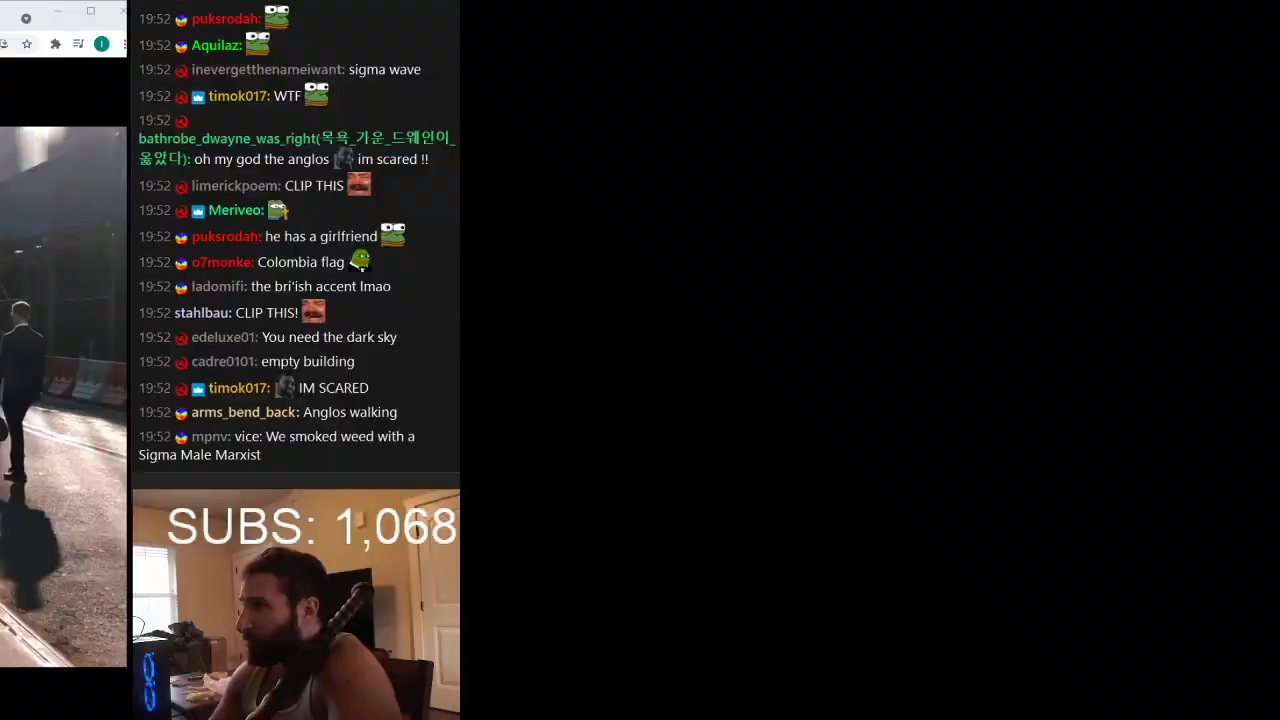 19:52 puksrodah:
19:52 Aquilaz:
19:52 inevergetthenameiwant: sigma wave
19:52 timok017: WTF
19:52
bathrobe_dwayne_was_right(목욕_가운_드웨인이_
옳았다): oh my god the anglos im scared !!
19:52 limerickpoem: CLIP THIS
19:52 Meriveo:
19:52 puksrodah: he has a girlfriend
19:52 o7monke: Colombia flag
19:52 ladomifi: the bri'ish accent lmao
19:52 stahlbau: CLIP THIS!
19:52 edeluxe01: You need the dark sky
19:52 cadre0101: empty building
19:52 timok017: IM SCARED
19:52 arms_bend_back: Anglos walking
19:52 mpnv: vice: We smoked weed with a
Sigma Male Marxist
SUBS: 1,068